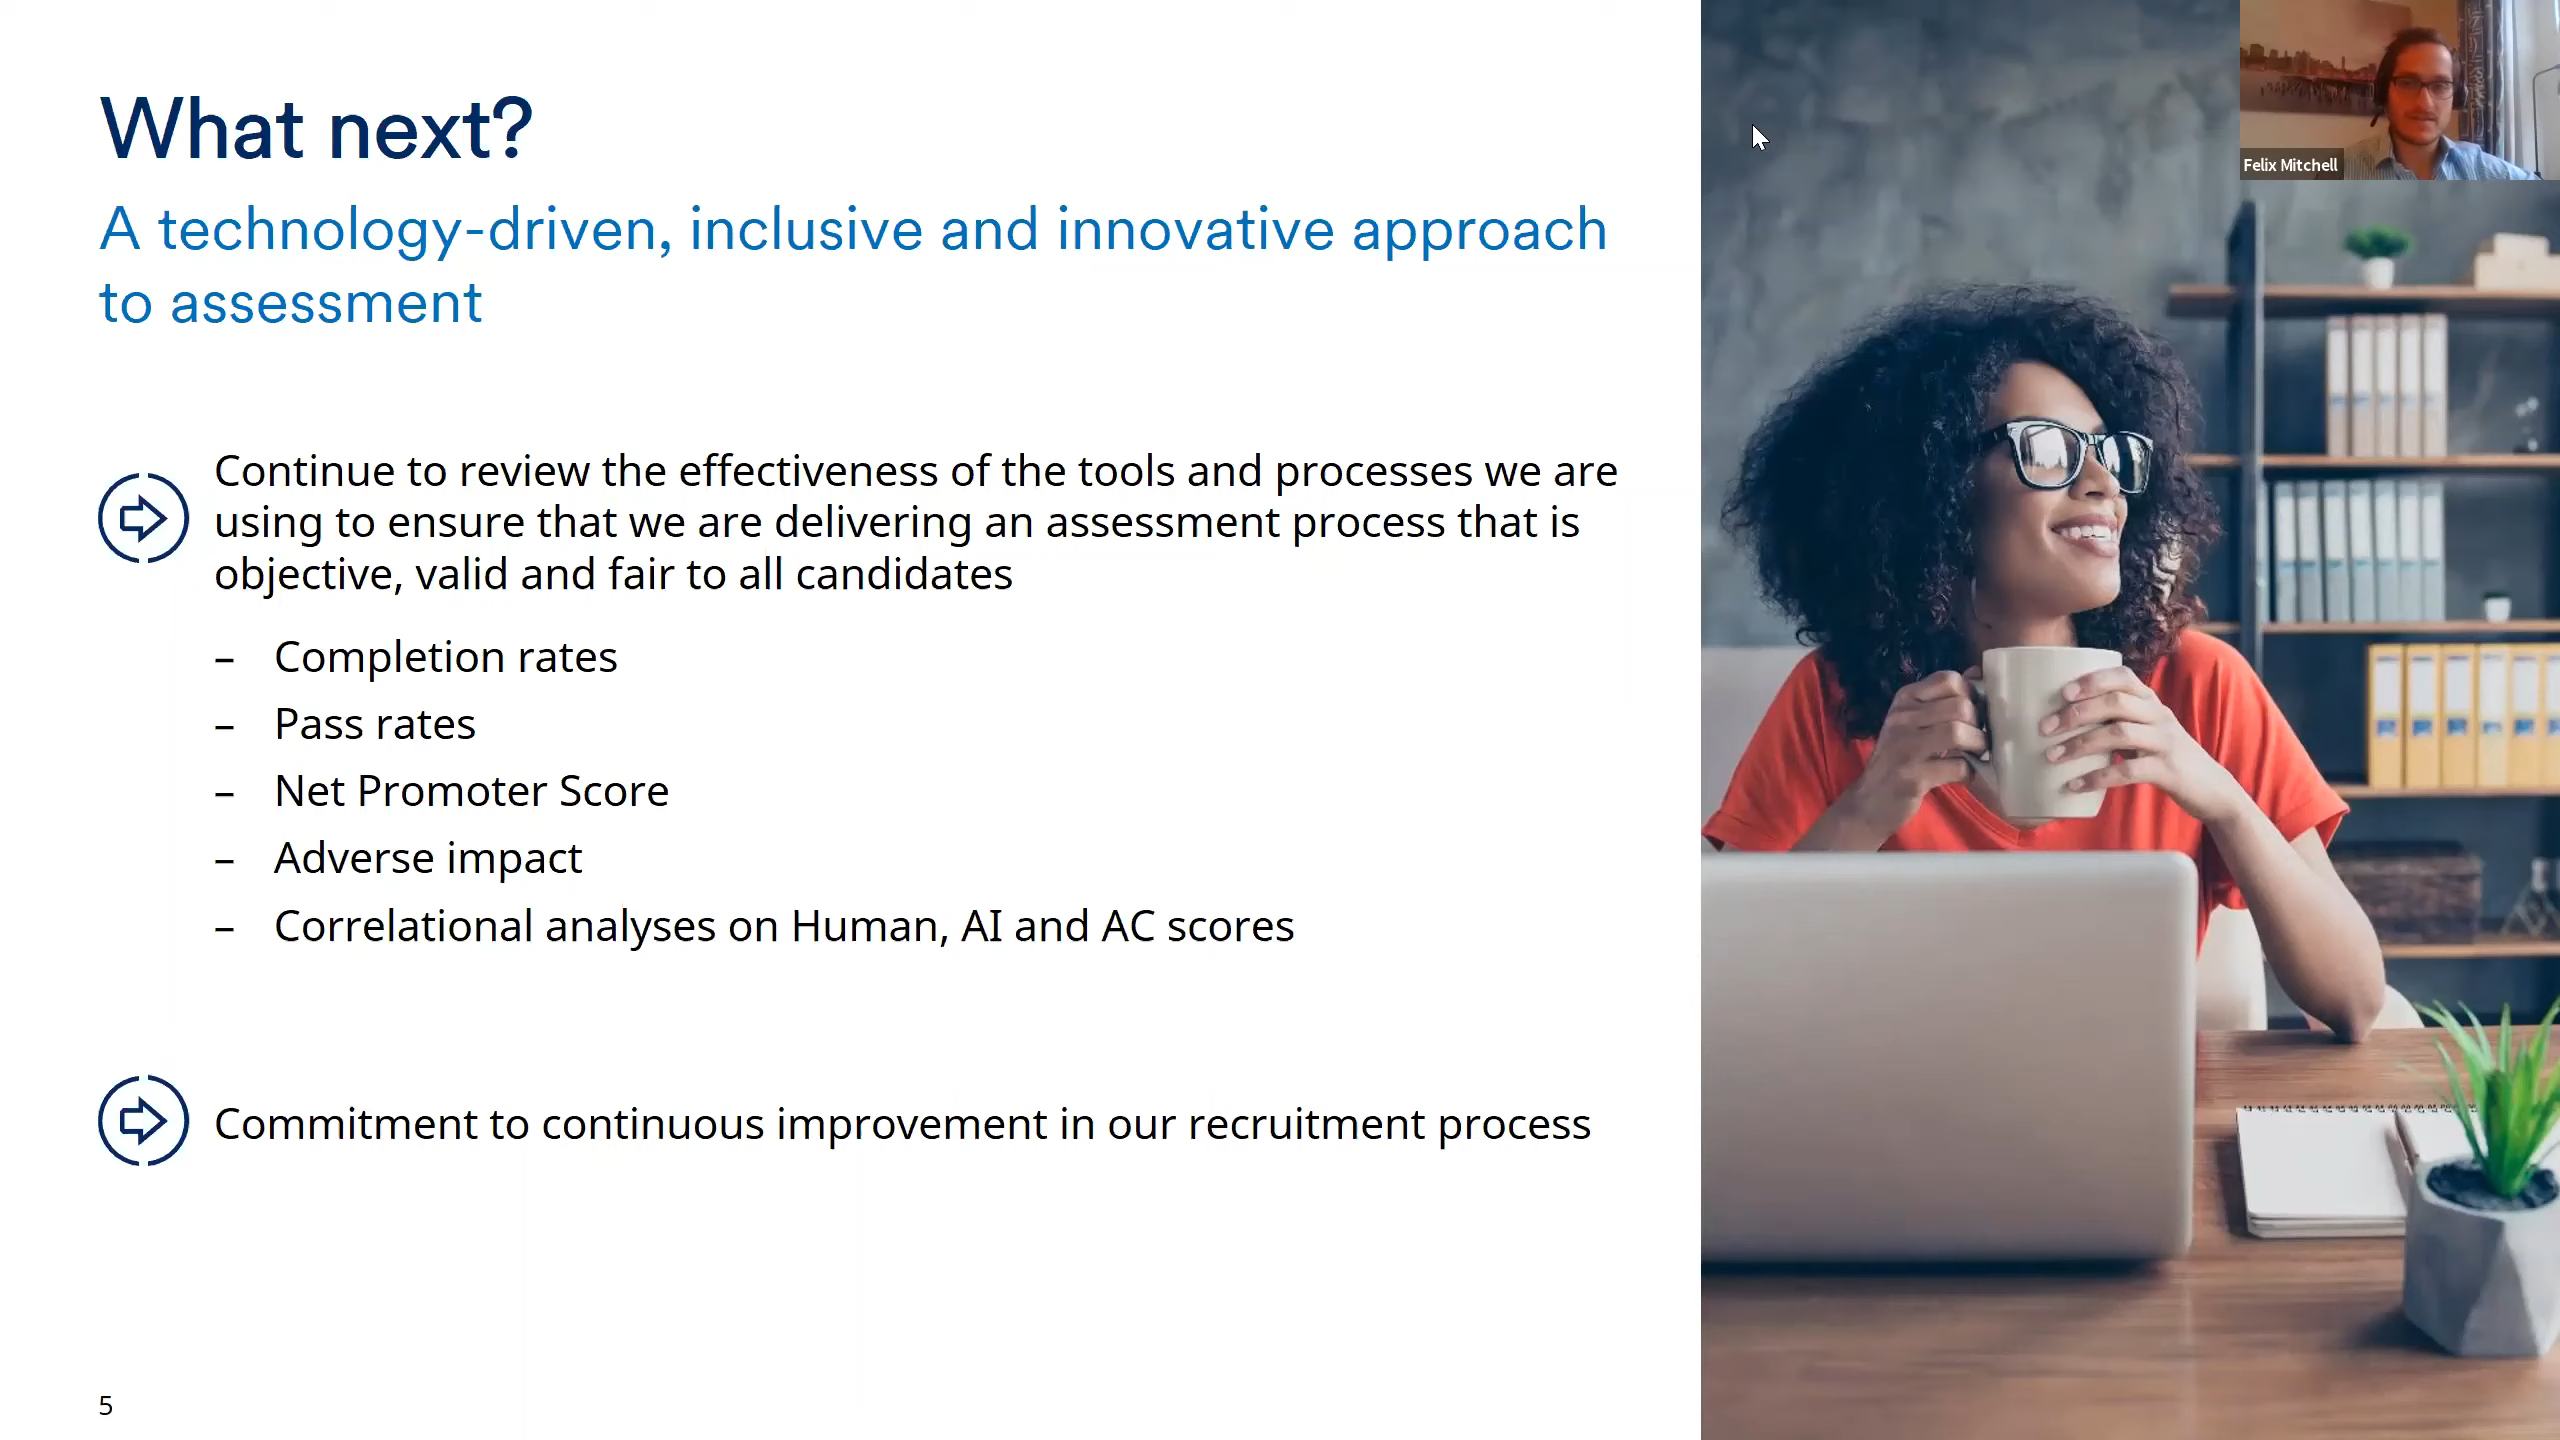 What next?
A technology-driven, inclusive and innovative approach
to assessment
Continue to review the effectiveness of the tools and processes we are
using to ensure that we are delivering an assessment process that is
objective, valid and fair to all candidates
– Completion rates
– Pass rates
– Net Promoter Score
– Adverse impact
– Correlational analyses on Human, AI and AC scores
Commitment to continuous improvement in our recruitment process
5
Felix Mitchell